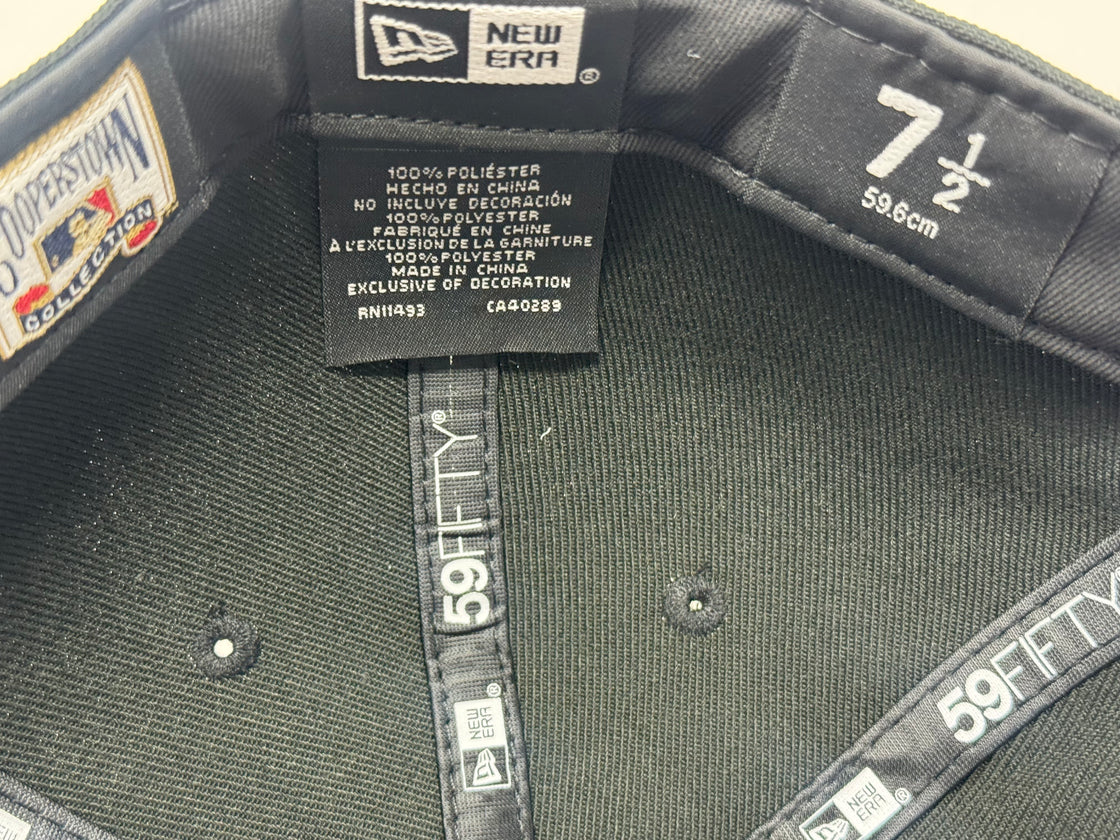 COOPERSTOWN
COLLECTION
NEW
ERA®
100% POLIÉSTER
HECHO EN CHINA
NO INCLUYE DECORACIÓN
100% POLYESTER
FABRIQUÉ EN CHINE
À L'EXCLUSION DE LA GARNITURE
100% POLYESTER
MADE IN CHINA
EXCLUSIVE OF DECORATION
RN11493 CA40289
7 1/2
59.6cm
59FIFTY®
NEW
ERA®
59FIFTY
NEW
ERA®